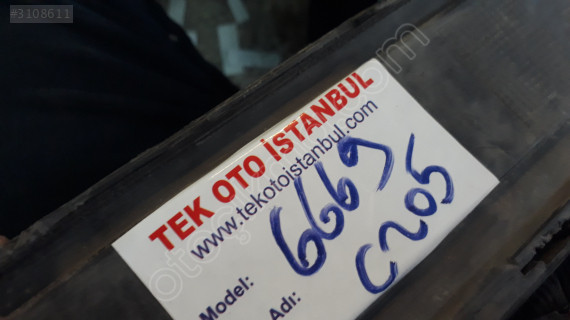 #3108611
TEK OTO İSTANBUL
www.tekotoistanbul.com
Model: 6669
Adı: C205